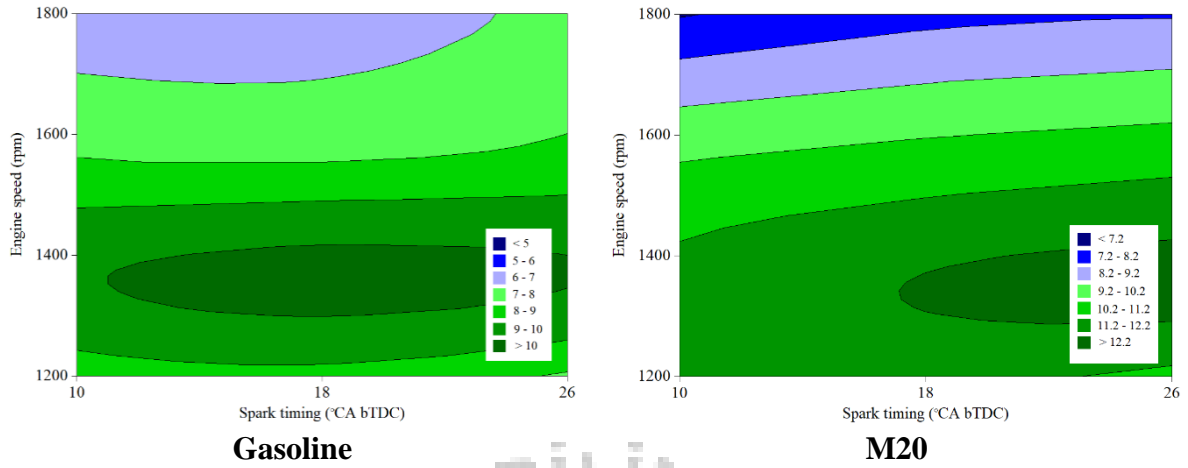 1800
1600
1400
1200
10
18
26
Engine speed (rpm)
Spark timing (°CA bTDC)
< 5
5 - 6
6 - 7
7 - 8
8 - 9
9 - 10
> 10
Gasoline
1800
1600
1400
1200
10
18
26
Engine speed (rpm)
Spark timing (°CA bTDC)
< 7.2
7.2 - 8.2
8.2 - 9.2
9.2 - 10.2
10.2 - 11.2
11.2 - 12.2
> 12.2
M20